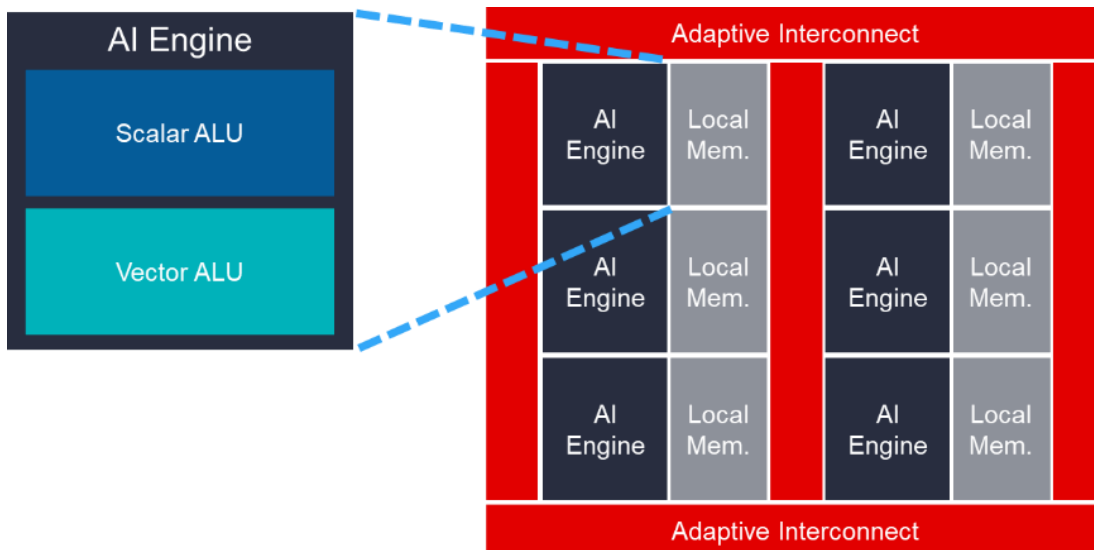 AI Engine
Scalar ALU
Vector ALU
Adaptive Interconnect
AI
Engine
Local
Mem.
AI
Engine
Local
Mem.
AI
Engine
Local
Mem.
AI
Engine
Local
Mem.
AI
Engine
Local
Mem.
AI
Engine
Local
Mem.
Adaptive Interconnect